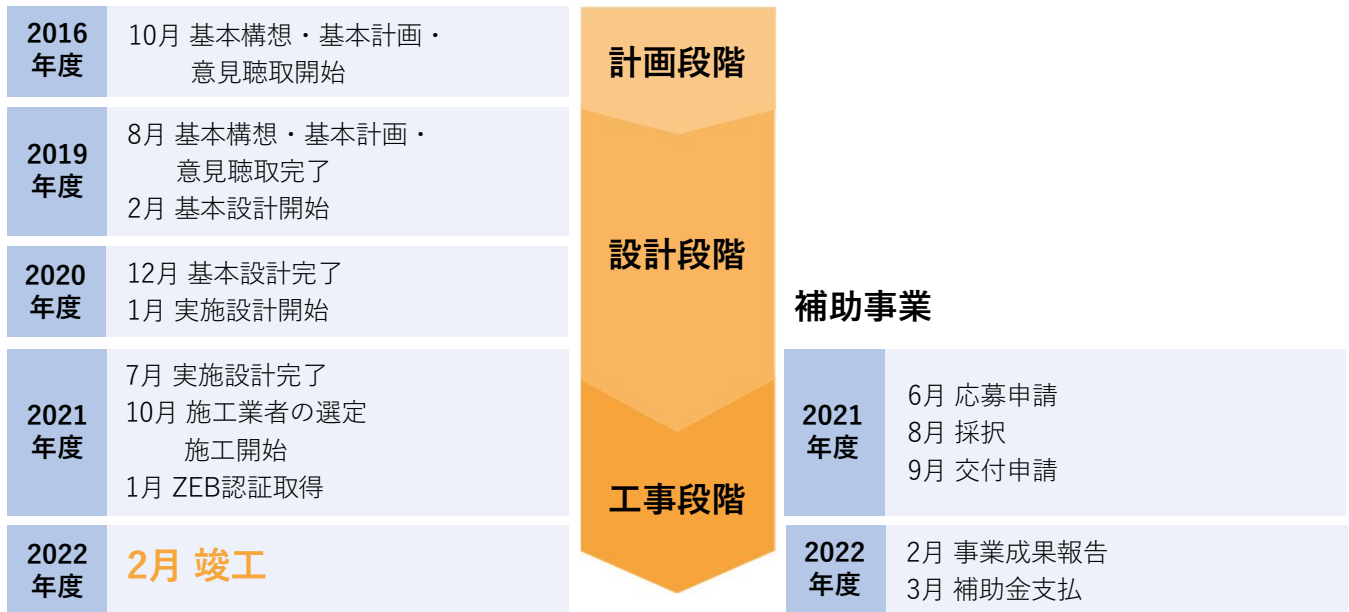 2016
年度
10月 基本構想・基本計画・
意見聴取開始
2019
年度
8月 基本構想・基本計画・
意見聴取完了
2月 基本設計開始
2020
年度
12月 基本設計完了
1月 実施設計開始
2021
年度
7月 実施設計完了
10月 施工業者の選定
施工開始
1月 ZEB認証取得
2022
年度
2月 竣工
計画段階
設計段階
工事段階
補助事業
2021
年度
6月 応募申請
8月 採択
9月 交付申請
2022
年度
2月 事業成果報告
3月 補助金支払